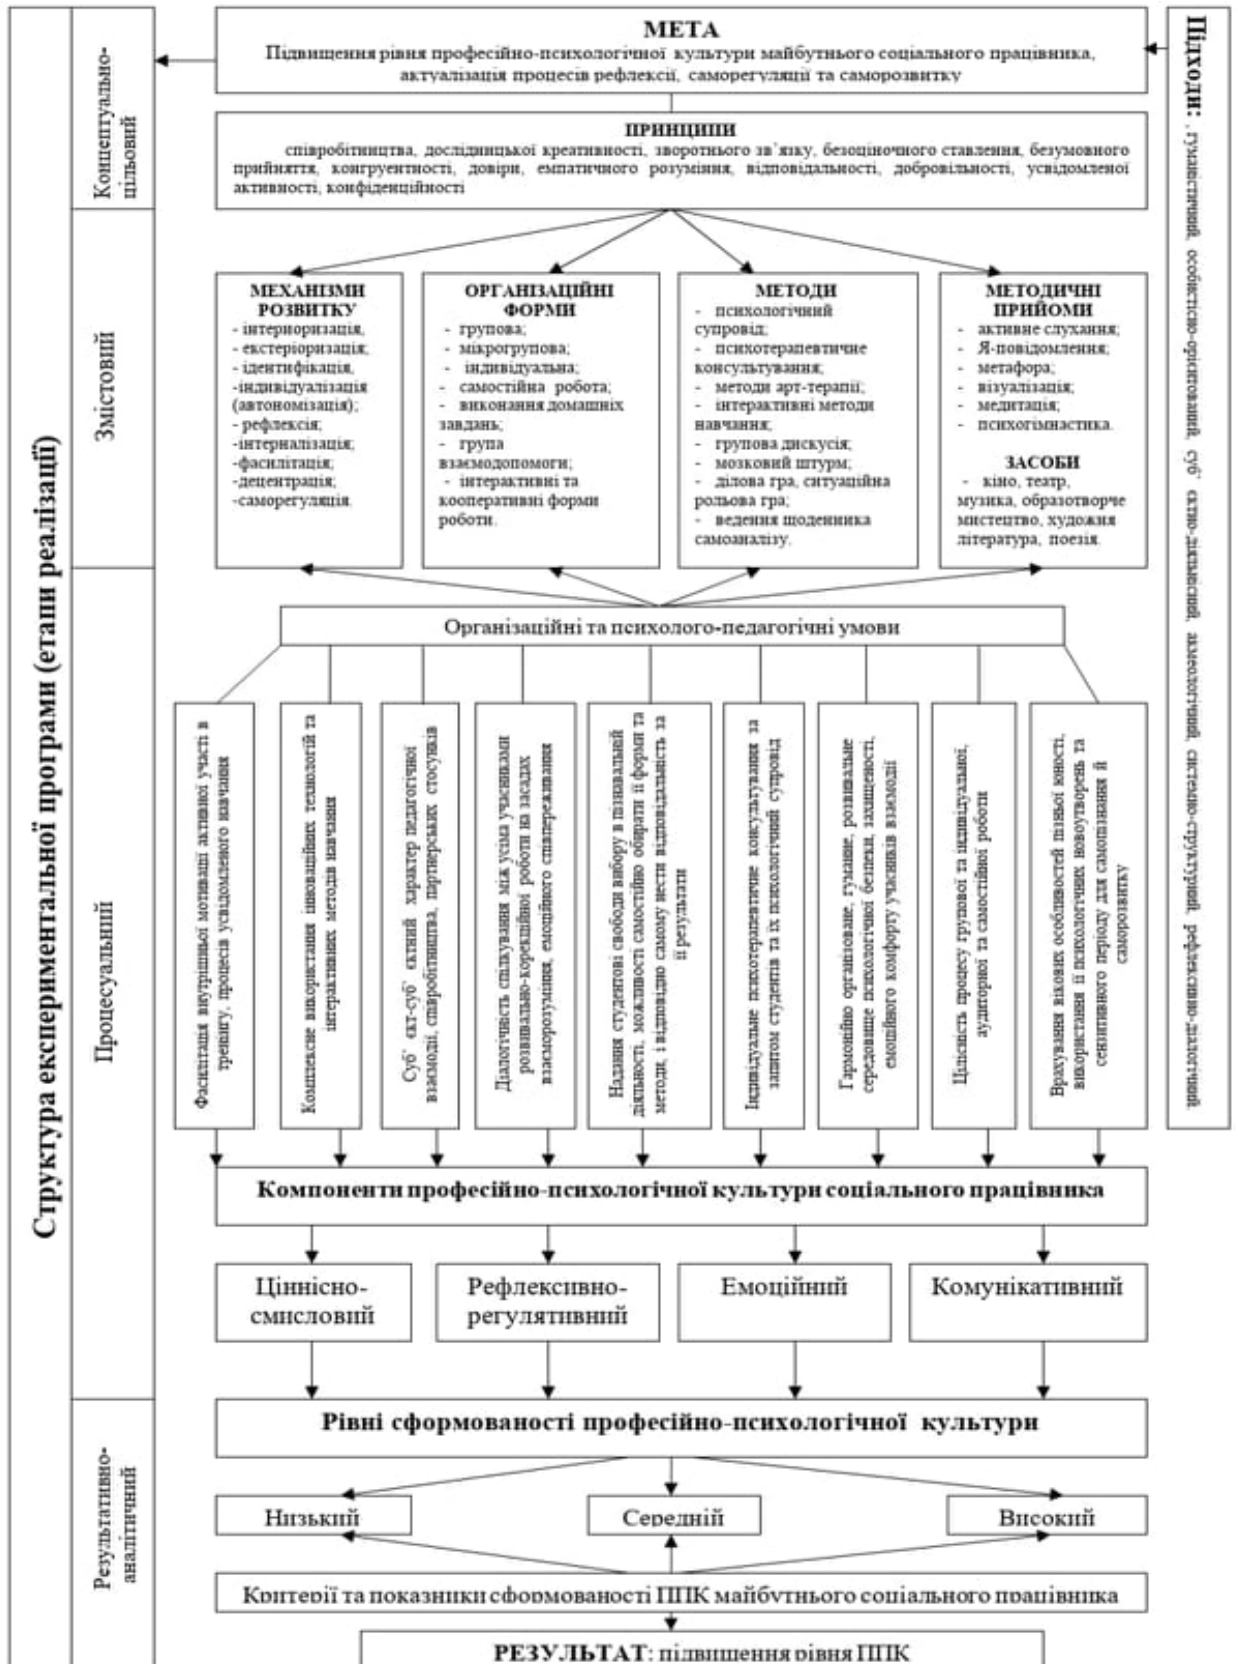 Структура експериментальної програми (етапи реалізації)
Концептуально-
цільовий
МЕТА
Підвищення рівня професійно-психологічної культури майбутнього соціального працівника,
актуалізація процесів рефлексії, саморегуляції та саморозвитку
Підходи: гуманістичний, особистісно-орієнтований, суб' єктно-діяльнісний, акмеологічний, системно-структурний, рефлексивно-діалогічний.
ПРИНЦИПИ
співробітництва, дослідницької креативності, зворотнього зв’язку, безоціночного ставлення, безумовного
прийняття, конгруентності, довіри, емпатичного розуміння, відповідальності, добровільності, усвідомленої
активності, конфіденційності
Змістовий
МЕХАНІЗМИ
РОЗВИТКУ
- інтериоризація,
- екстеріоризація;
- ідентифікація,
-індивідуалізація
(автономізація);
- рефлексія;
-інтерналізація;
-фасилітація;
-децентрація;
-саморегуляція.
ОРГАНІЗАЦІЙНІ
ФОРМИ
- групова;
- мікрогрупова;
- індивідуальна;
- самостійна робота;
- виконання домашніх
завдань;
- група
взаємодопомоги;
- інтерактивні та
кооперативні форми
роботи.
МЕТОДИ
- психологічний
супровід;
- психотерапевтичне
консультування;
- методи арт-терапії;
- інтерактивні методи
навчання;
- групова дискусія;
- мозковий штурм;
- ділова гра, ситуаційна
рольова гра;
- ведення щоденника
самоаналізу.
МЕТОДИЧНІ
ПРИЙОМИ
- активне слухання;
- Я-повідомлення;
- метафора;
- візуалізація;
- медитація;
- психогімнастика.
ЗАСОБИ
- кіно, театр,
музика, образотворче
мистецтво, художня
література, поезія.
Процесуальний
Організаційні та психолого-педагогічні умови
Фасилітація внутрішньої мотивації активної участі в
тренінгу, процесів усвідомленого навчання
Комплексне використання інноваційних технологій та
інтерактивних методів навчання
Суб' єкт-суб' єктний характер педагогічної
взаємодії, співробітництва, партнерських стосунків
Діалогічність спілкування між усіма учасниками
розвивально-корекційної роботи на засадах
взаєморозуміння, емоційного співпереживання
Надання студентові свободи вибору в пізнавальній
діяльності, можливості самостійно обирати її форми та
методи, і відповідно самому нести відповідальність за
її результати
Індивідуальне психотерапевтичне консультування за
запитом студентів та їх психологічний супровід
Гармонійно організоване, гуманне, розвивальне
середовище психологічної безпеки, захищеності,
емоційного комфорту учасників взаємодії
Цілісність процесу групової та індивідуальної,
аудиторної та самостійної роботи
Врахування вікових особливостей пізньої юності,
використання її психологічних новоутворень та
сензитивного періоду для самопізнання й
саморозвитку
Компоненти професійно-психологічної культури соціального працівника
Ціннісно-
смисловий
Рефлексивно-
регулятивний
Емоційний
Комунікативний
Результативно-
аналітичний
Рівні сформованості професійно-психологічної культури
Низький
Середній
Високий
Критерії та показники сформованості ППК майбутнього соціального працівника
РЕЗУЛЬТАТ: підвищення рівня ППК